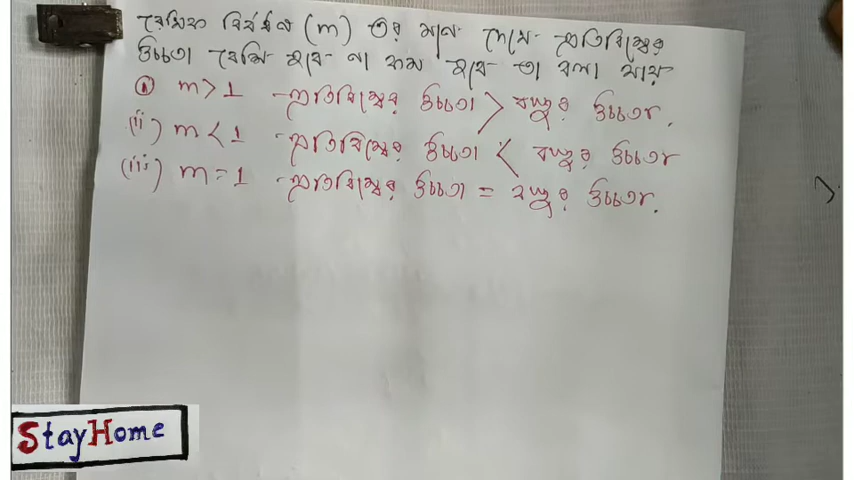 রৈখিক বিবর্ধন (m) এর মান দেখে প্রতিবিম্বের
উচ্চতা বেশি হবে না কম হবে তা বলা যায়
(i) m > 1 - প্রতিবিম্বের উচ্চতা > বস্তুর উচ্চতা.
(ii) m < 1 - প্রতিবিম্বের উচ্চতা < বস্তুর উচ্চতা
(iii) m = 1 - প্রতিবিম্বের উচ্চতা = বস্তুর উচ্চতা.
StayHome